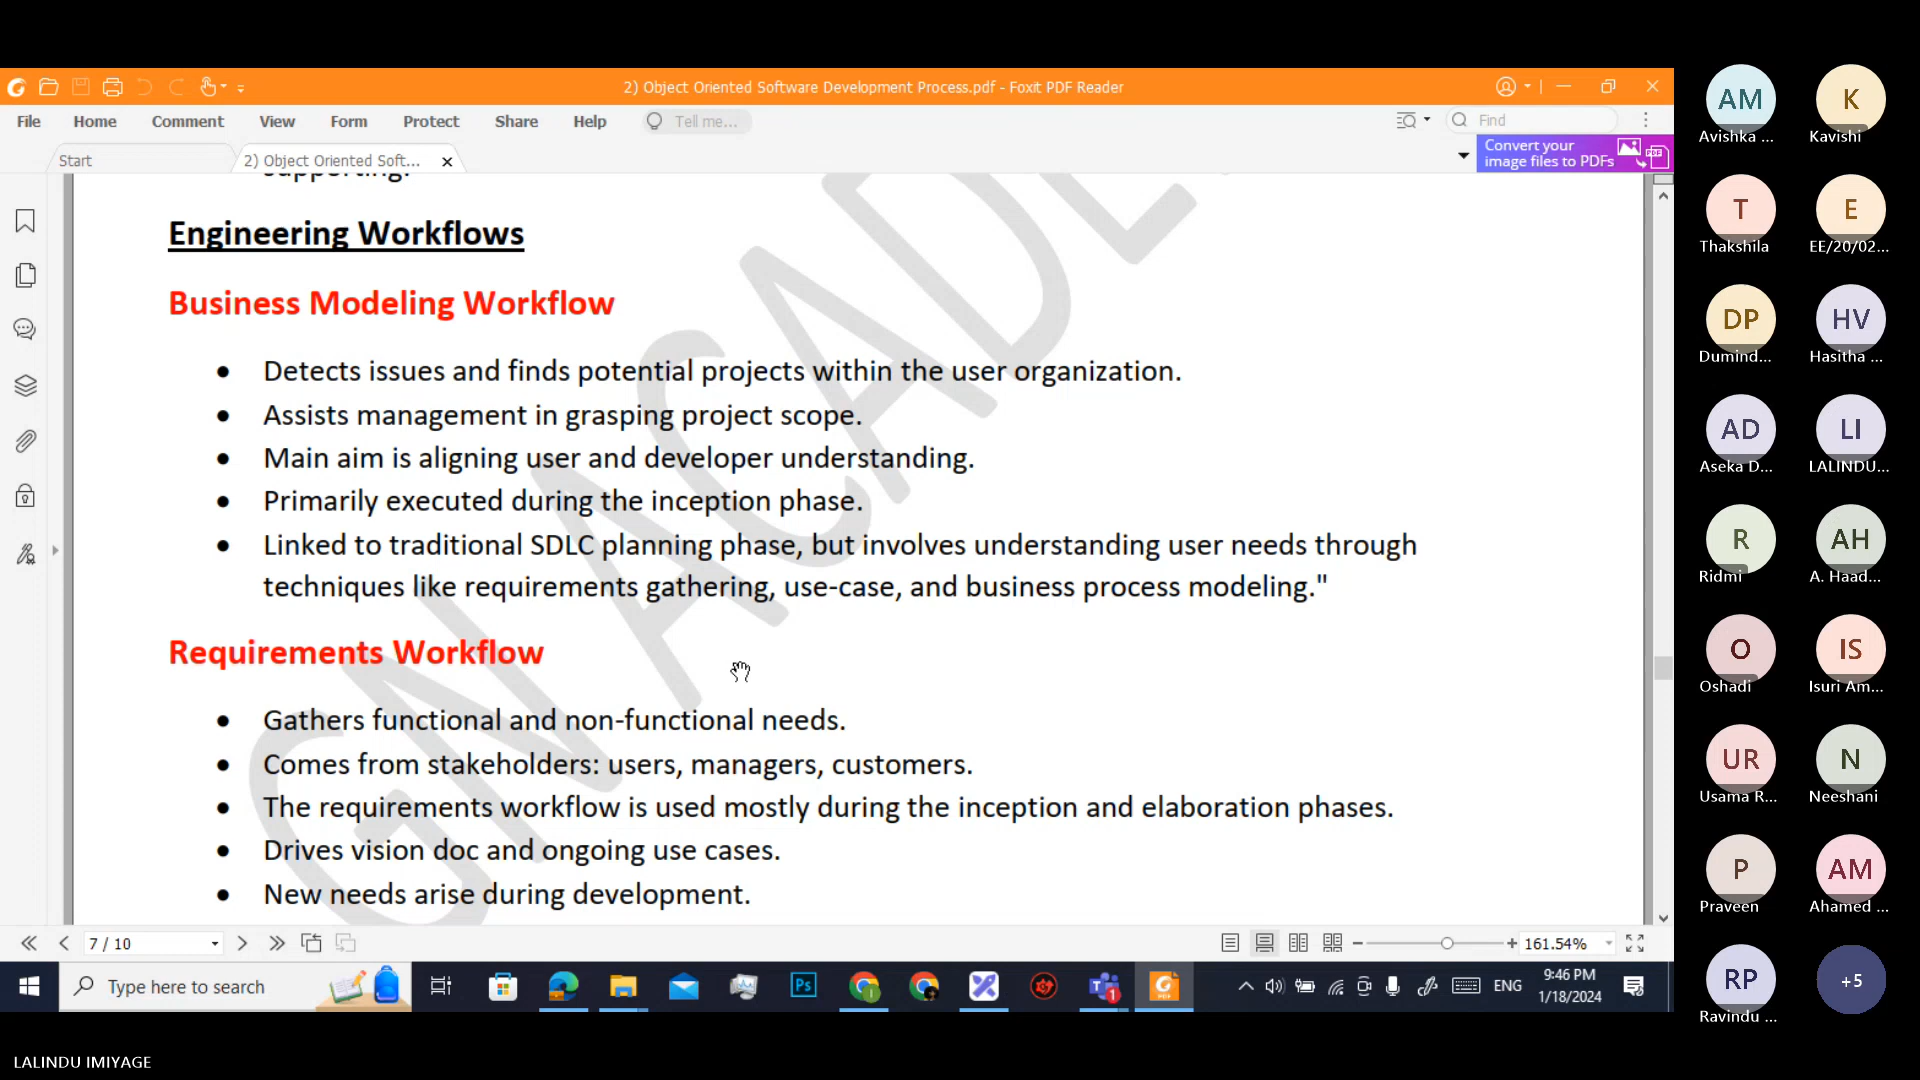 2) Object Oriented Software Development Process.pdf - Foxit PDF Reader
File Home Comment View Form Protect Share Help Tell me... Find
Start 2) Object Oriented Soft... Convert your
image files to PDFs
supporting.
Engineering Workflows
Business Modeling Workflow
• Detects issues and finds potential projects within the user organization.
• Assists management in grasping project scope.
• Main aim is aligning user and developer understanding.
• Primarily executed during the inception phase.
• Linked to traditional SDLC planning phase, but involves understanding user needs through
techniques like requirements gathering, use-case, and business process modeling."
Requirements Workflow
• Gathers functional and non-functional needs.
• Comes from stakeholders: users, managers, customers.
• The requirements workflow is used mostly during the inception and elaboration phases.
• Drives vision doc and ongoing use cases.
• New needs arise during development.
GN ACADE
7 / 10 161.54%
Type here to search Ps ENG 9:46 PM
1/18/2024
AM K
Avishka ... Kavishi
T E
Thakshila EE/20/02...
DP HV
Dumind... Hasitha ...
AD LI
Aseka D... LALINDU...
R AH
Ridmi A. Haad...
O IS
Oshadi Isuri Am...
UR N
Usama R... Neeshani
P AM
Praveen Ahamed ...
RP +5
Ravindu ...
LALINDU IMIYAGE